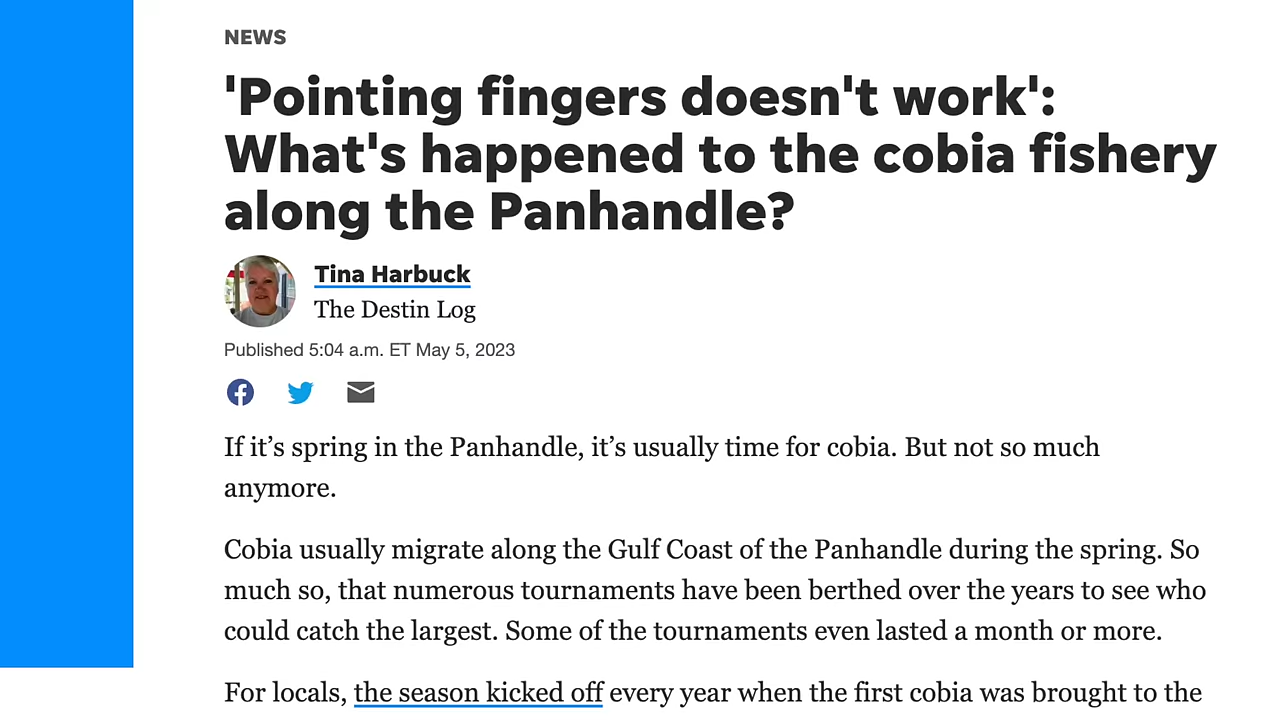 NEWS
'Pointing fingers doesn't work':
What's happened to the cobia fishery
along the Panhandle?
Tina Harbuck
The Destin Log
Published 5:04 a.m. ET May 5, 2023
If it’s spring in the Panhandle, it’s usually time for cobia. But not so much
anymore.
Cobia usually migrate along the Gulf Coast of the Panhandle during the spring. So
much so, that numerous tournaments have been berthed over the years to see who
could catch the largest. Some of the tournaments even lasted a month or more.
For locals, the season kicked off every year when the first cobia was brought to the